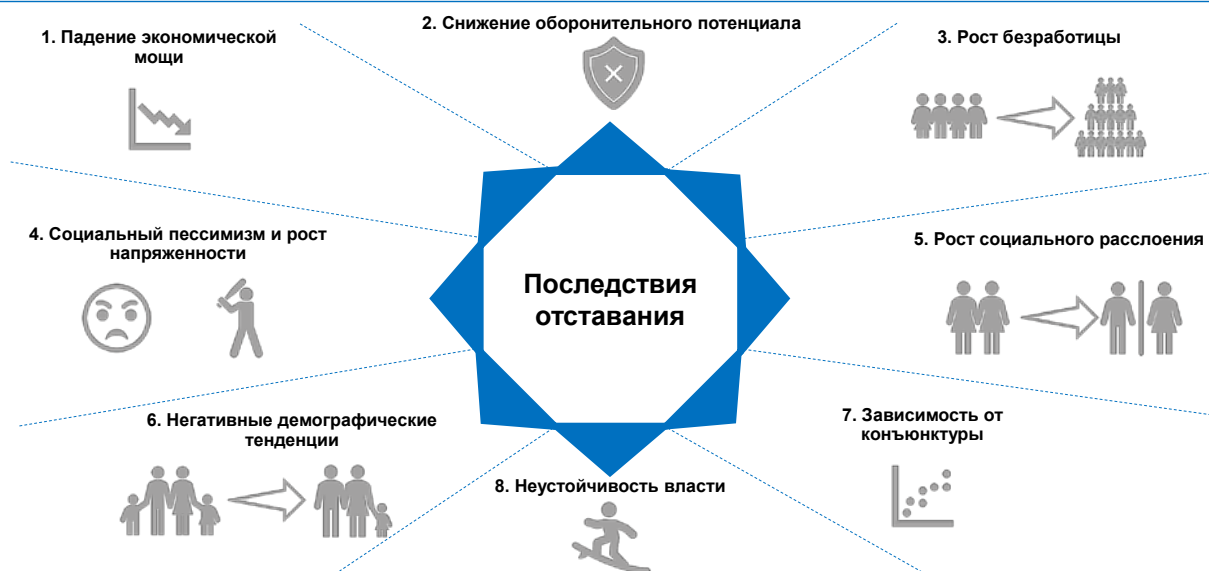 1. Падение экономической
мощи
2. Снижение оборонительного потенциала
3. Рост безработицы
4. Социальный пессимизм и рост
напряженности
Последствия
отставания
5. Рост социального расслоения
6. Негативные демографические
тенденции
7. Зависимость от
конъюнктуры
8. Неустойчивость власти